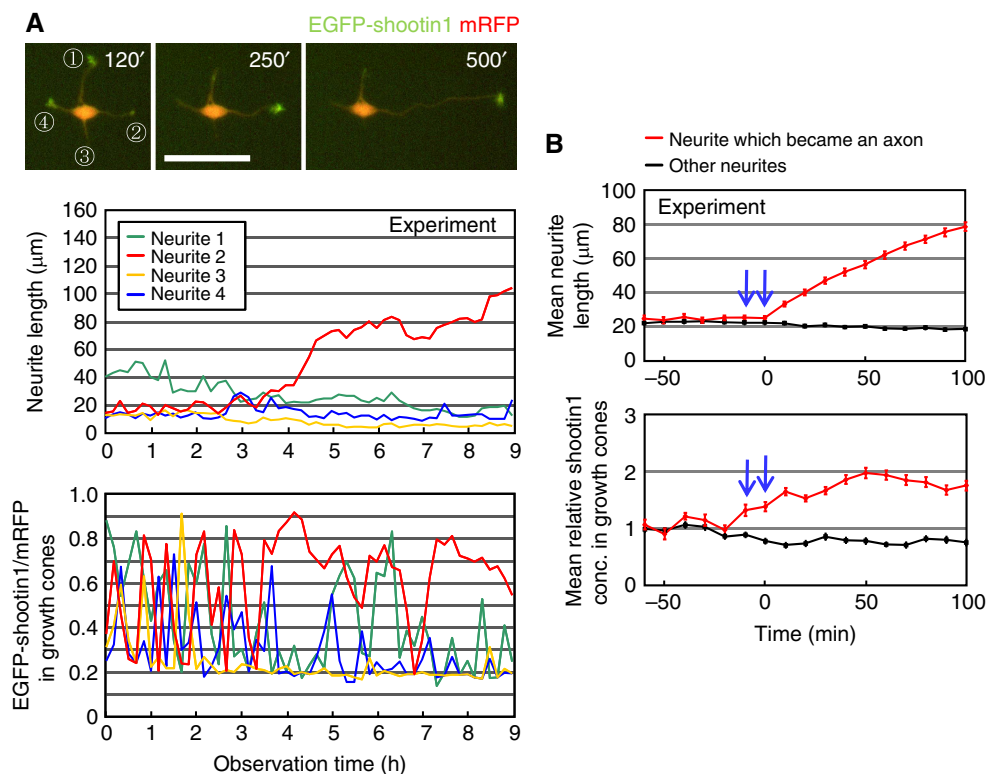 A
EGFP-shootin1 mRFP
① 120′ 250′ 500′
④ ②
③
160
140
120
100
80
60
40
20
0
Neurite length (μm)
Experiment
Neurite 1
Neurite 2
Neurite 3
Neurite 4
0 1 2 3 4 5 6 7 8 9
1.0
0.8
0.6
0.4
0.2
0
EGFP-shootin1/mRFP
in growth cones
0 1 2 3 4 5 6 7 8 9
Observation time (h)
B
Neurite which became an axon
Other neurites
100
80
60
40
20
0
Mean neurite
length (μm)
Experiment
−50 0 50 100
3
2
1
0
Mean relative shootin1
conc. in growth cones
−50 0 50 100
Time (min)